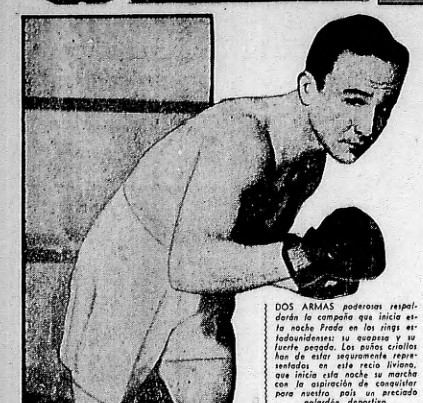 DOS ARMAS poderosas respal-
darán la campaña que inicia es-
ta noche Prada en los rings es-
tadounidenses: su guapeza y su
fuerte pegada. Los puños criollos
han de estar seguramente repre-
sentados en este recio liviano,
que inicia esta noche su marcha
con la aspiración de conquistar
para nuestro país un preciado
galardón deportivo